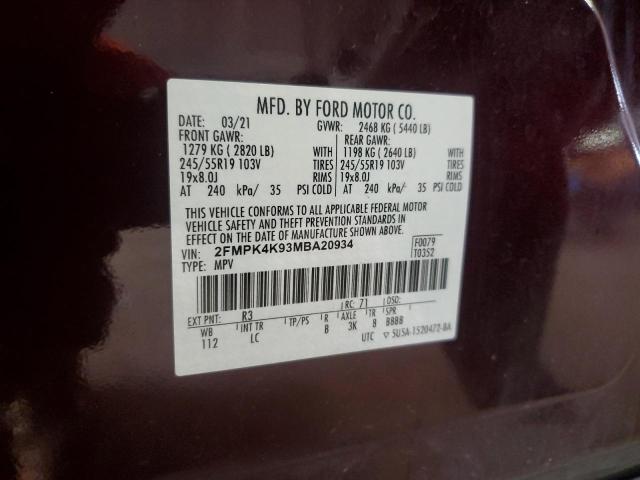 MFD. BY FORD MOTOR CO.
DATE: 03/21 GVWR: 2468 KG ( 5440 LB)
FRONT GAWR: REAR GAWR:
1279 KG ( 2820 LB) WITH 1198 KG ( 2640 LB) WITH
245/55R19 103V TIRES 245/55R19 103V TIRES
19x8.0J RIMS 19x8.0J RIMS
AT 240 kPa/ 35 PSI COLD AT 240 kPa/ 35 PSI COLD
THIS VEHICLE CONFORMS TO ALL APPLICABLE FEDERAL MOTOR
VEHICLE SAFETY AND THEFT PREVENTION STANDARDS IN
EFFECT ON THE DATE OF MANUFACTURE SHOWN ABOVE.
VIN: 2FMPK4K93MBA20934 F0079
TYPE: MPV T0352
EXT PNT: R3 RC: 71 DSO:
WB INT TR TP/PS R AXLE TR SPR
112 LC B 3K B BBBB
UTC ▽ 5U5A-1520472-BA